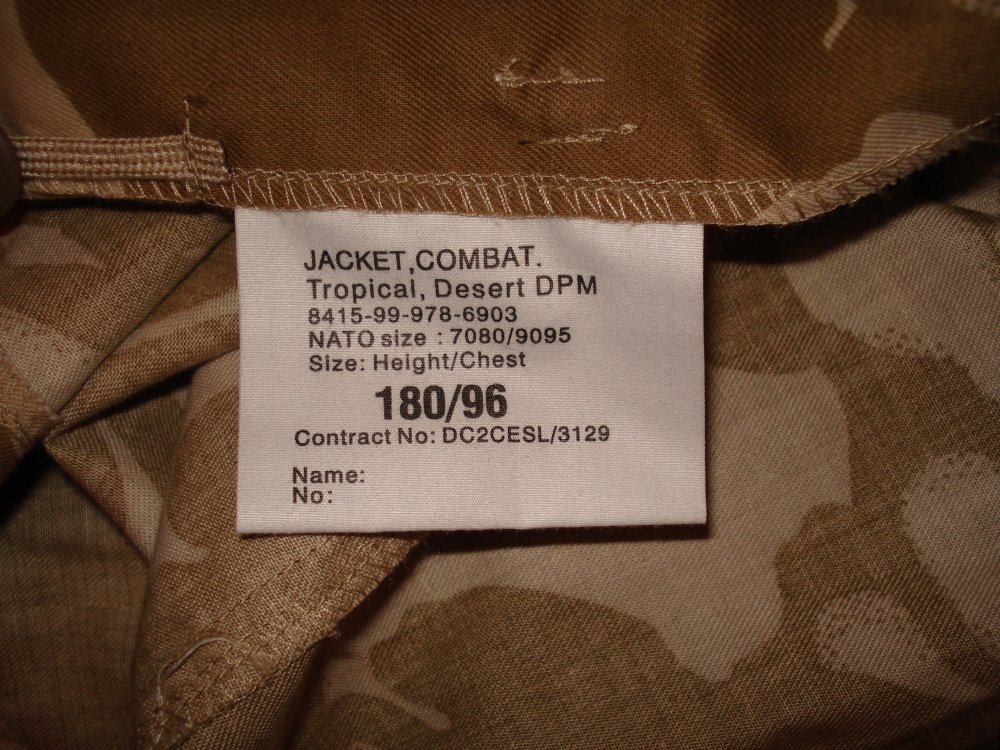 JACKET,COMBAT.
Tropical, Desert DPM
8415-99-978-6903
NATO size : 7080/9095
Size: Height/Chest
180/96
Contract No: DC2CESL/3129
Name:
No: